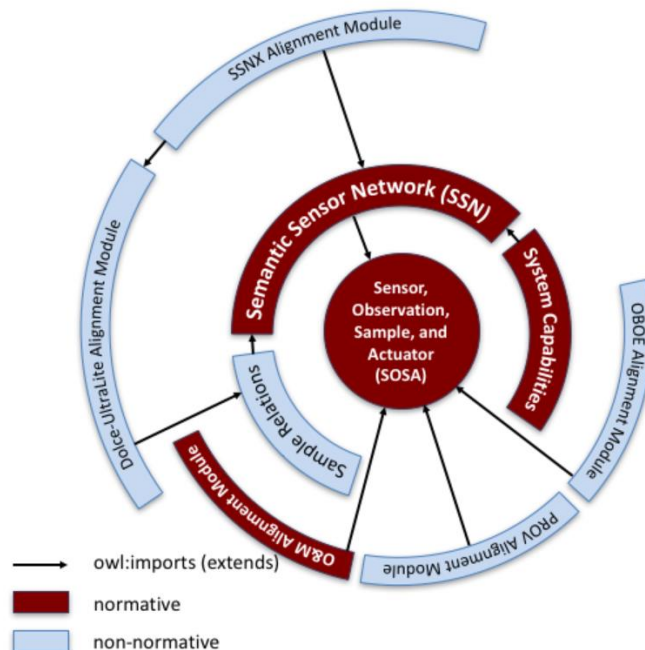 SSNX Alignment Module
Semantic Sensor Network (SSN)
System Capabilities
Sensor,
Observation,
Sample, and
Actuator
(SOSA)
Dolce-UltraLite Alignment Module
Sample Relations
OBOE Alignment Module
O&M Alignment Module
PROV Alignment Module
owl:imports (extends)
normative
non-normative